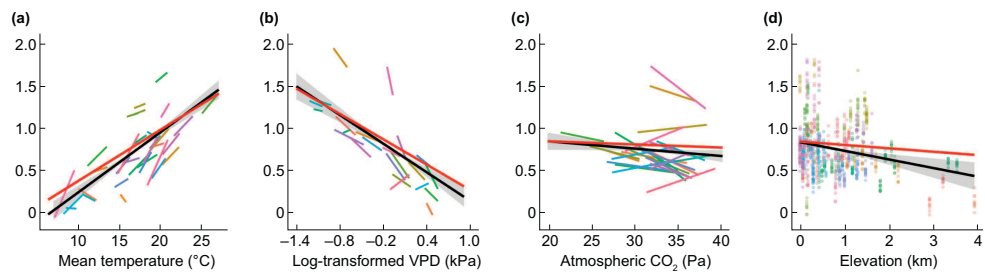 (a) (b) (c) (d)
2.0 2.0 2.0 2.0
1.5 1.5 1.5 1.5
1.0 1.0 1.0 1.0
0.5 0.5 0.5 0.5
0 0 0 0
10 15 20 25 –1.4 –0.8 –0.2 0.4 1.0 20 25 30 35 40 0 1 2 3 4
Mean temperature (°C) Log-transformed VPD (kPa) Atmospheric CO₂ (Pa) Elevation (km)